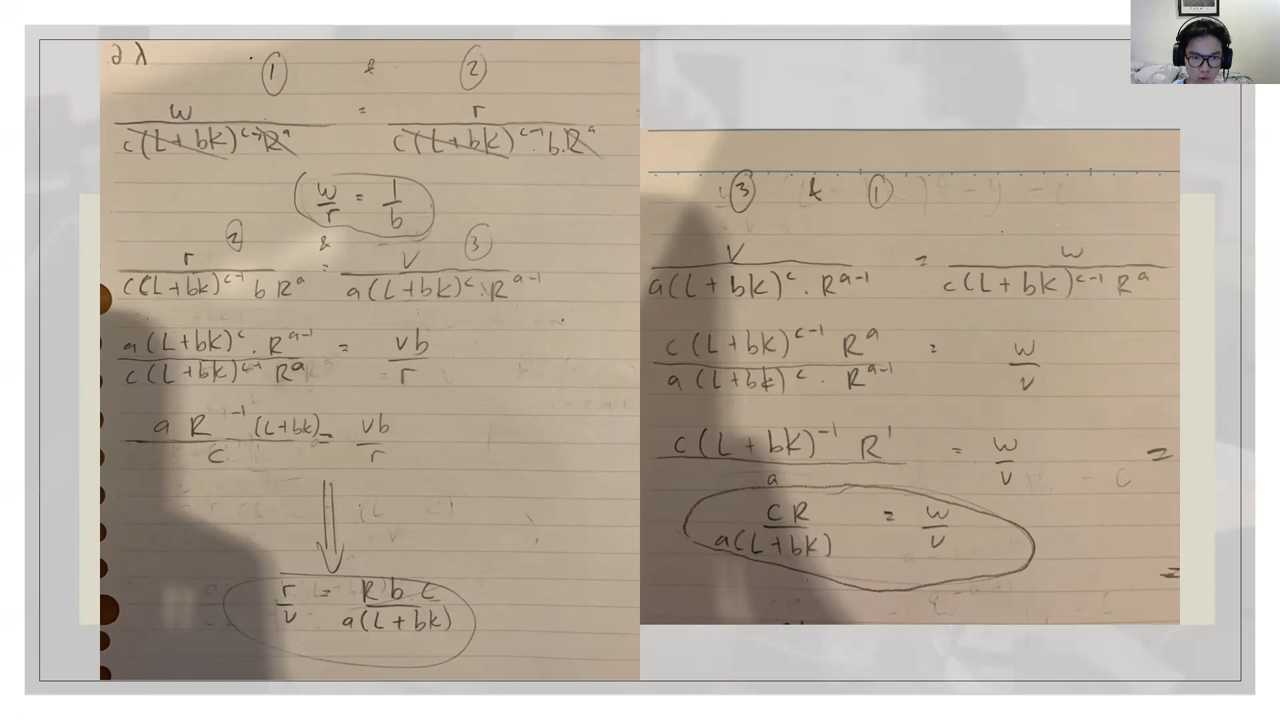 ∂λ
① & ②
w / c(L+bk)^(c-1) R^a = r / c(L+bk)^(c-1) · b·R^a
w/r = 1/b
② & ③
r / c(L+bk)^(c-1) b R^a = v / a(L+bk)^c · R^(a-1)
a(L+bk)^c · R^(a-1) / c(L+bk)^(c-1) R^a = vb / r
a R^(-1) (L+bk) / c = vb / r
r/v = R b c / a(L+bk)
③ & ①
v / a(L+bk)^c · R^(a-1) = w / c(L+bk)^(c-1) R^a
c(L+bk)^(c-1) R^a / a(L+bk)^c · R^(a-1) = w / v
c(L+bk)^(-1) R^1 / a = w / v =
c R / a(L+bk) = w / v
=